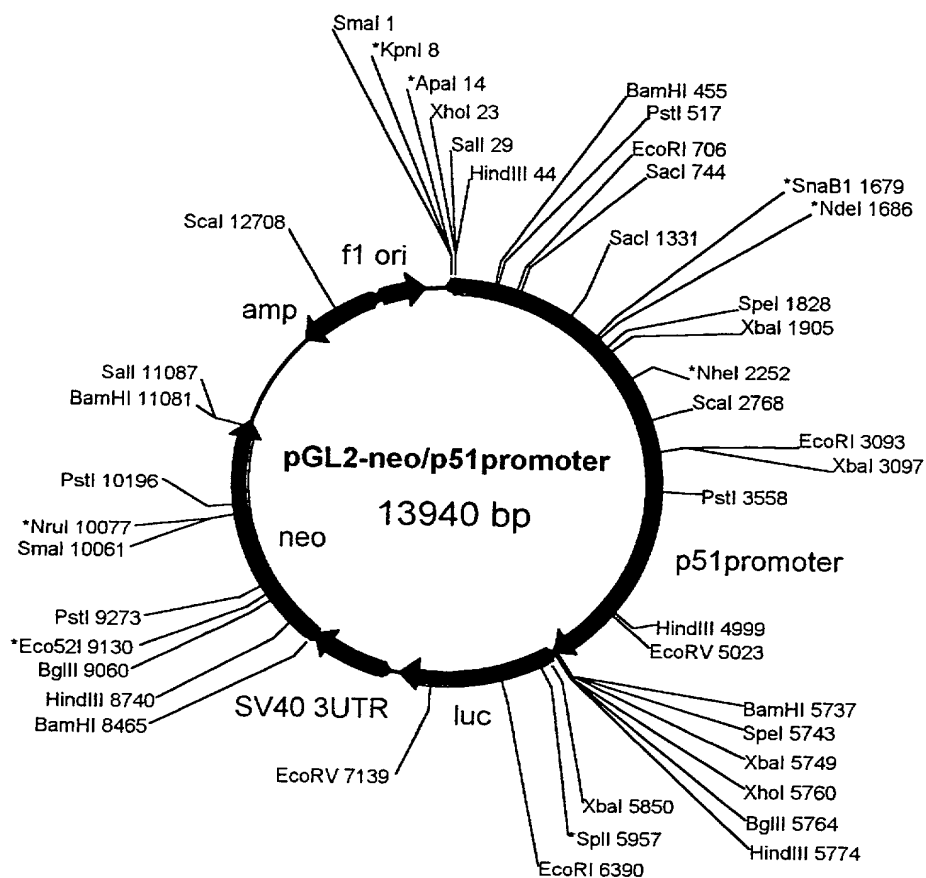 SmaI 1
*KpnI 8
*ApaI 14
XhoI 23
SalI 29
HindIII 44
BamHI 455
PstI 517
EcoRI 706
SacI 744
SacI 1331
*SnaB1 1679
*NdeI 1686
SpeI 1828
XbaI 1905
*NheI 2252
ScaI 2768
EcoRI 3093
XbaI 3097
PstI 3558
p51promoter
HindIII 4999
EcoRV 5023
BamHI 5737
SpeI 5743
XbaI 5749
XhoI 5760
BglII 5764
HindIII 5774
XbaI 5850
*SplI 5957
EcoRI 6390
luc
EcoRV 7139
SV40 3UTR
BamHI 8465
HindIII 8740
BglII 9060
*Eco52I 9130
PstI 9273
neo
SmaI 10061
*NruI 10077
PstI 10196
BamHI 11081
SalI 11087
amp
ScaI 12708
f1 ori
pGL2-neo/p51promoter
13940 bp